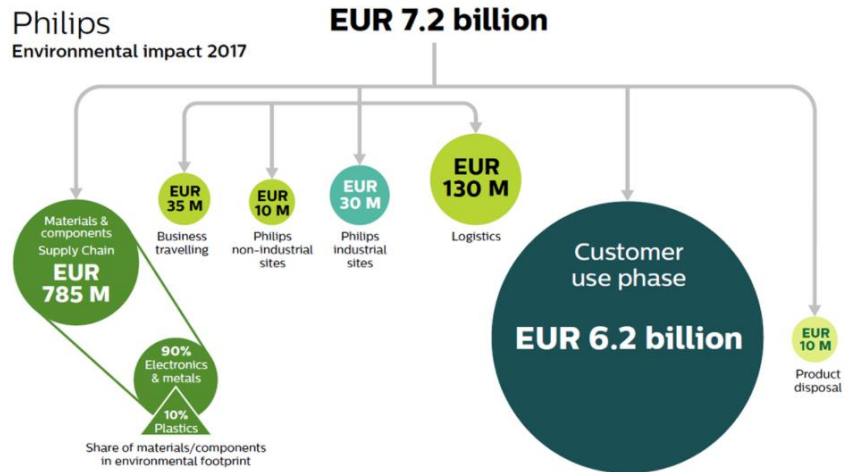 Philips
Environmental impact 2017
EUR 7.2 billion
Materials &
components
Supply Chain
EUR
785 M
90%
Electronics
& metals
10%
Plastics
Share of materials/components
in environmental footprint
EUR
35 M
Business
travelling
EUR
10 M
Philips
non-industrial
sites
EUR
30 M
Philips
industrial
sites
EUR
130 M
Logistics
Customer
use phase
EUR 6.2 billion
EUR
10 M
Product
disposal